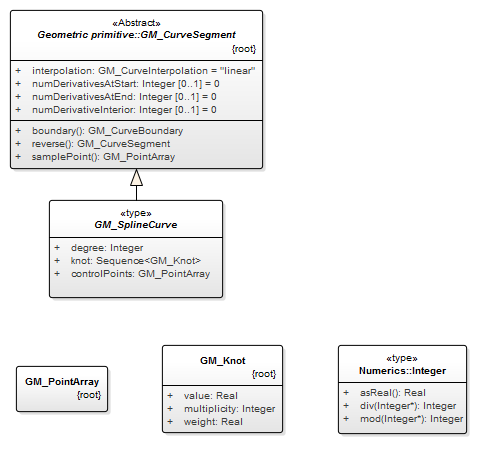 «Abstract»
Geometric primitive::GM_CurveSegment
{root}
+ interpolation: GM_CurveInterpolation = "linear"
+ numDerivativesAtStart: Integer [0..1] = 0
+ numDerivativesAtEnd: Integer [0..1] = 0
+ numDerivativeInterior: Integer [0..1] = 0
+ boundary(): GM_CurveBoundary
+ reverse(): GM_CurveSegment
+ samplePoint(): GM_PointArray
«type»
GM_SplineCurve
+ degree: Integer
+ knot: Sequence<GM_Knot>
+ controlPoints: GM_PointArray
GM_PointArray
{root}
GM_Knot
{root}
+ value: Real
+ multiplicity: Integer
+ weight: Real
«type»
Numerics::Integer
+ asReal(): Real
+ div(Integer*): Integer
+ mod(Integer*): Integer